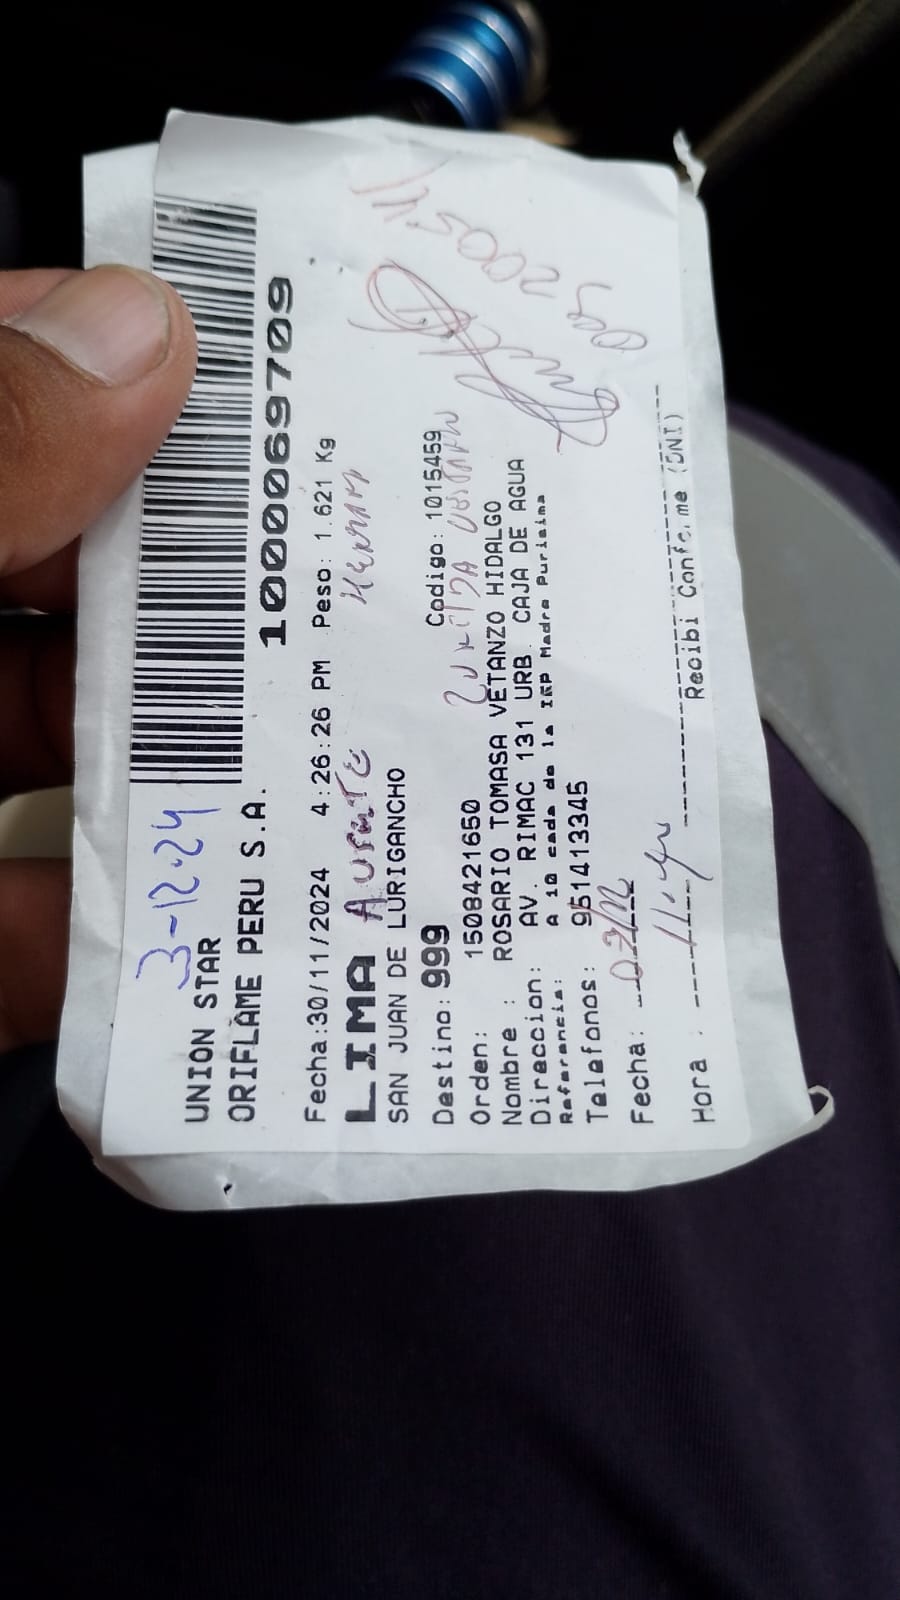 3-12-24
UNION STAR
ORIFLAME PERU S.A.
1000069709
Fecha:30/11/2024 4:26:26 PM Peso: 1.621 Kg
LIMA
SAN JUAN DE LURIGANCHO
Destino: 999 Codigo: 1015459
Orden: 1508421650
Nombre : ROSARIO TOMASA VETANZO HIDALGO
Direccion: AV. RIMAC 131 URB. CAJA DE AGUA
Referencia: A 10 cada de la IEP Madre Purisima
Telefonos: 951413345
Fecha:
Hora :
Recibi Conforme (DNI)